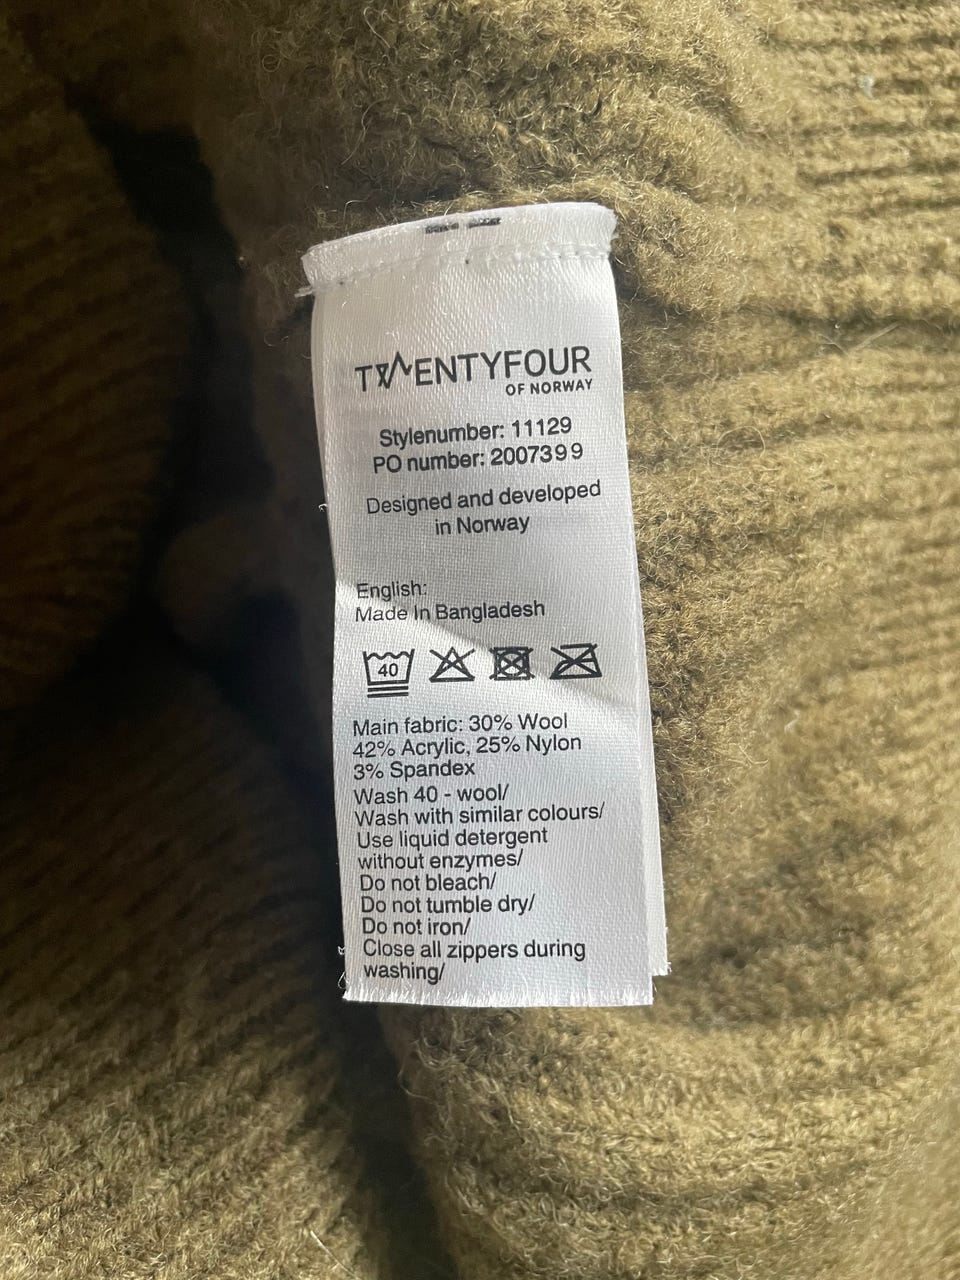 TWENTYFOUR
OF NORWAY
Stylenumber: 11129
PO number: 2007399
Designed and developed
in Norway
English:
Made In Bangladesh
40
Main fabric: 30% Wool
42% Acrylic, 25% Nylon
3% Spandex
Wash 40 - wool/
Wash with similar colours/
Use liquid detergent
without enzymes/
Do not bleach/
Do not tumble dry/
Do not iron/
Close all zippers during
washing/